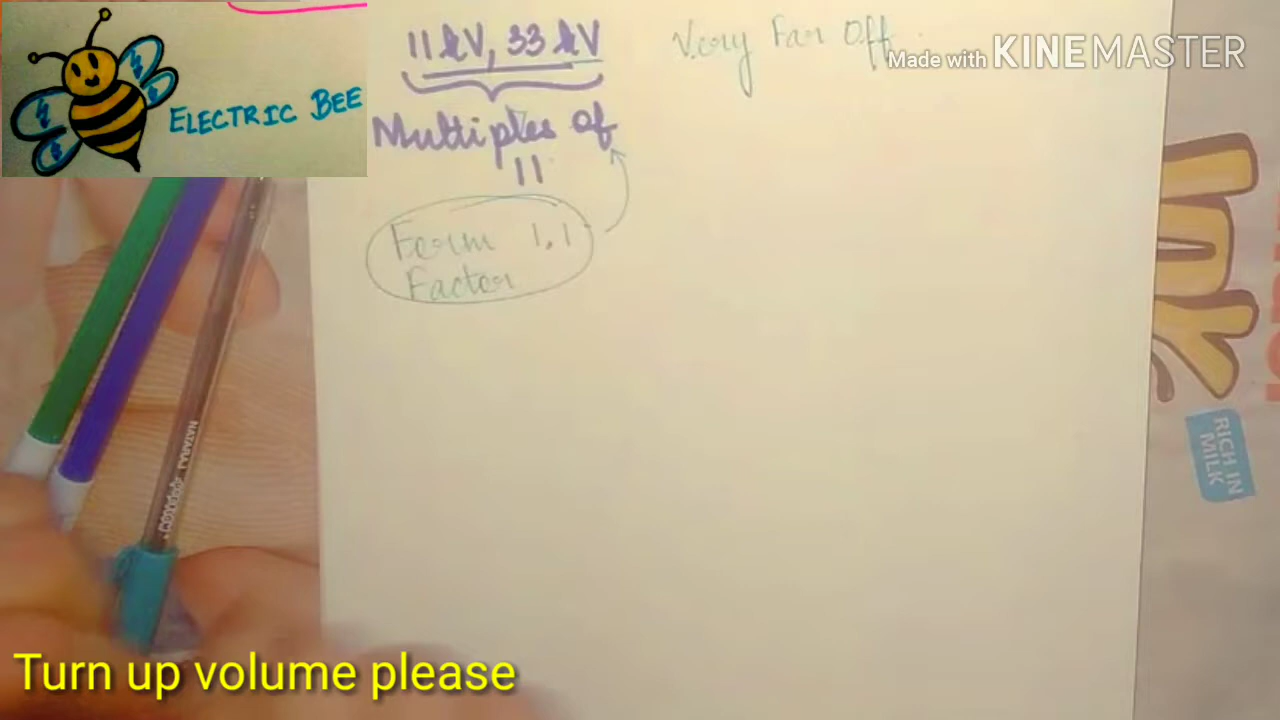 ELECTRIC BEE
11 kV, 33 kV
Multiples of
11
Form 1.1
Factor
Very Far Off
Made with KINEMASTER
NATARAJ
RICH IN
MILK
Turn up volume please